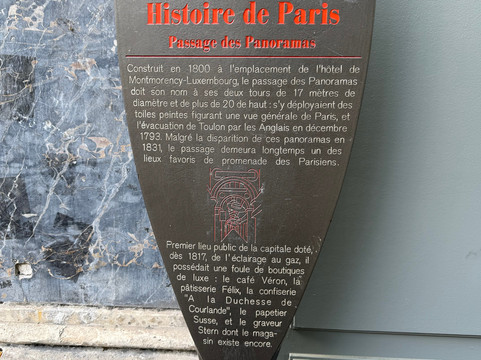 Histoire de Paris
Passage des Panoramas
Construit en 1800 à l'emplacement de l'hôtel de
Montmorency-Luxembourg, le passage des Panoramas
doit son nom à ses deux tours de 17 mètres de
diamètre et de plus de 20 de haut : s'y déployaient des
toiles peintes figurant une vue générale de Paris, et
l'évacuation de Toulon par les Anglais en décembre
1793. Malgré la disparition de ces panoramas en
1831, le passage demeura longtemps un des
lieux favoris de promenade des Parisiens.
Premier lieu public de la capitale doté,
dès 1817, de l'éclairage au gaz, il
possédait une foule de boutiques
de luxe : le café Véron, la
pâtisserie Félix, la confiserie
"A la Duchesse de
Courlande", le papetier
Susse, et le graveur
Stern dont le maga-
sin existe encore.